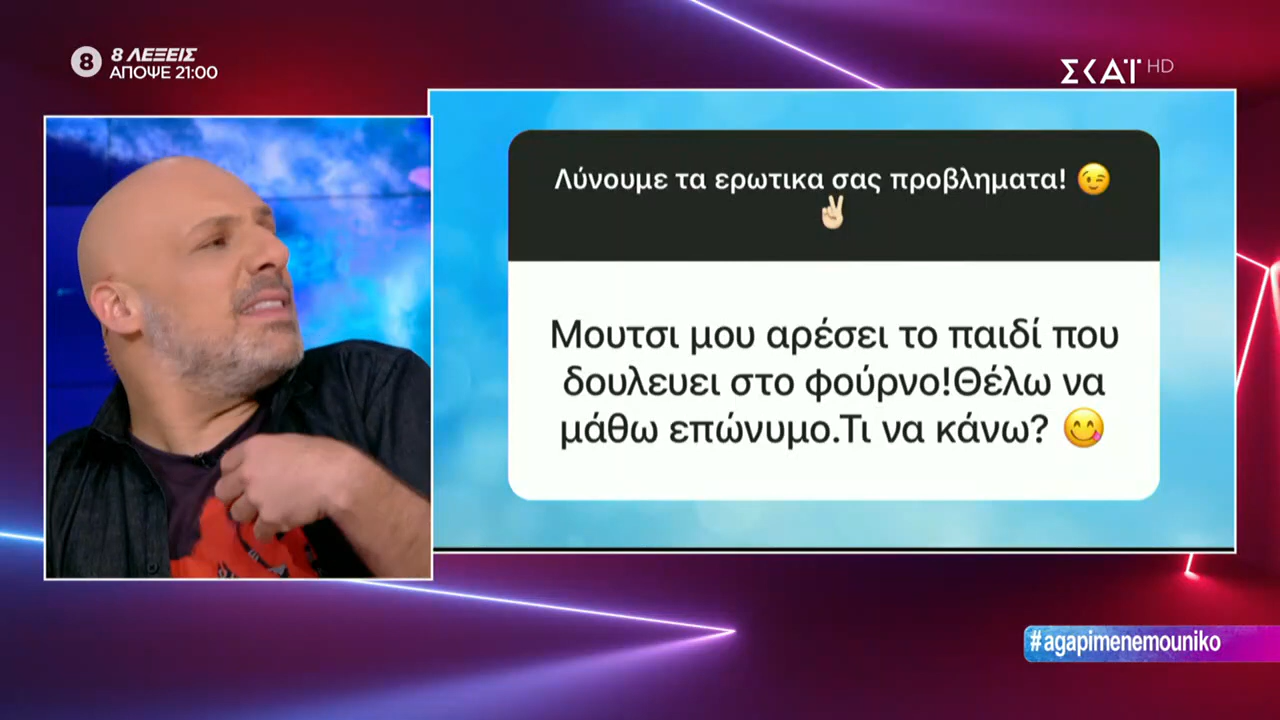 8
8 ΛΕΞΕΙΣ
ΑΠΟΨΕ 21:00
ΣΚΑΪ HD
Λύνουμε τα ερωτικα σας προβληματα! 😉
✌🏻
Μουτσι μου αρέσει το παιδί που
δουλευει στο φούρνο!Θέλω να
μάθω επώνυμο.Τι να κάνω? 😋
#agapimenemouniko